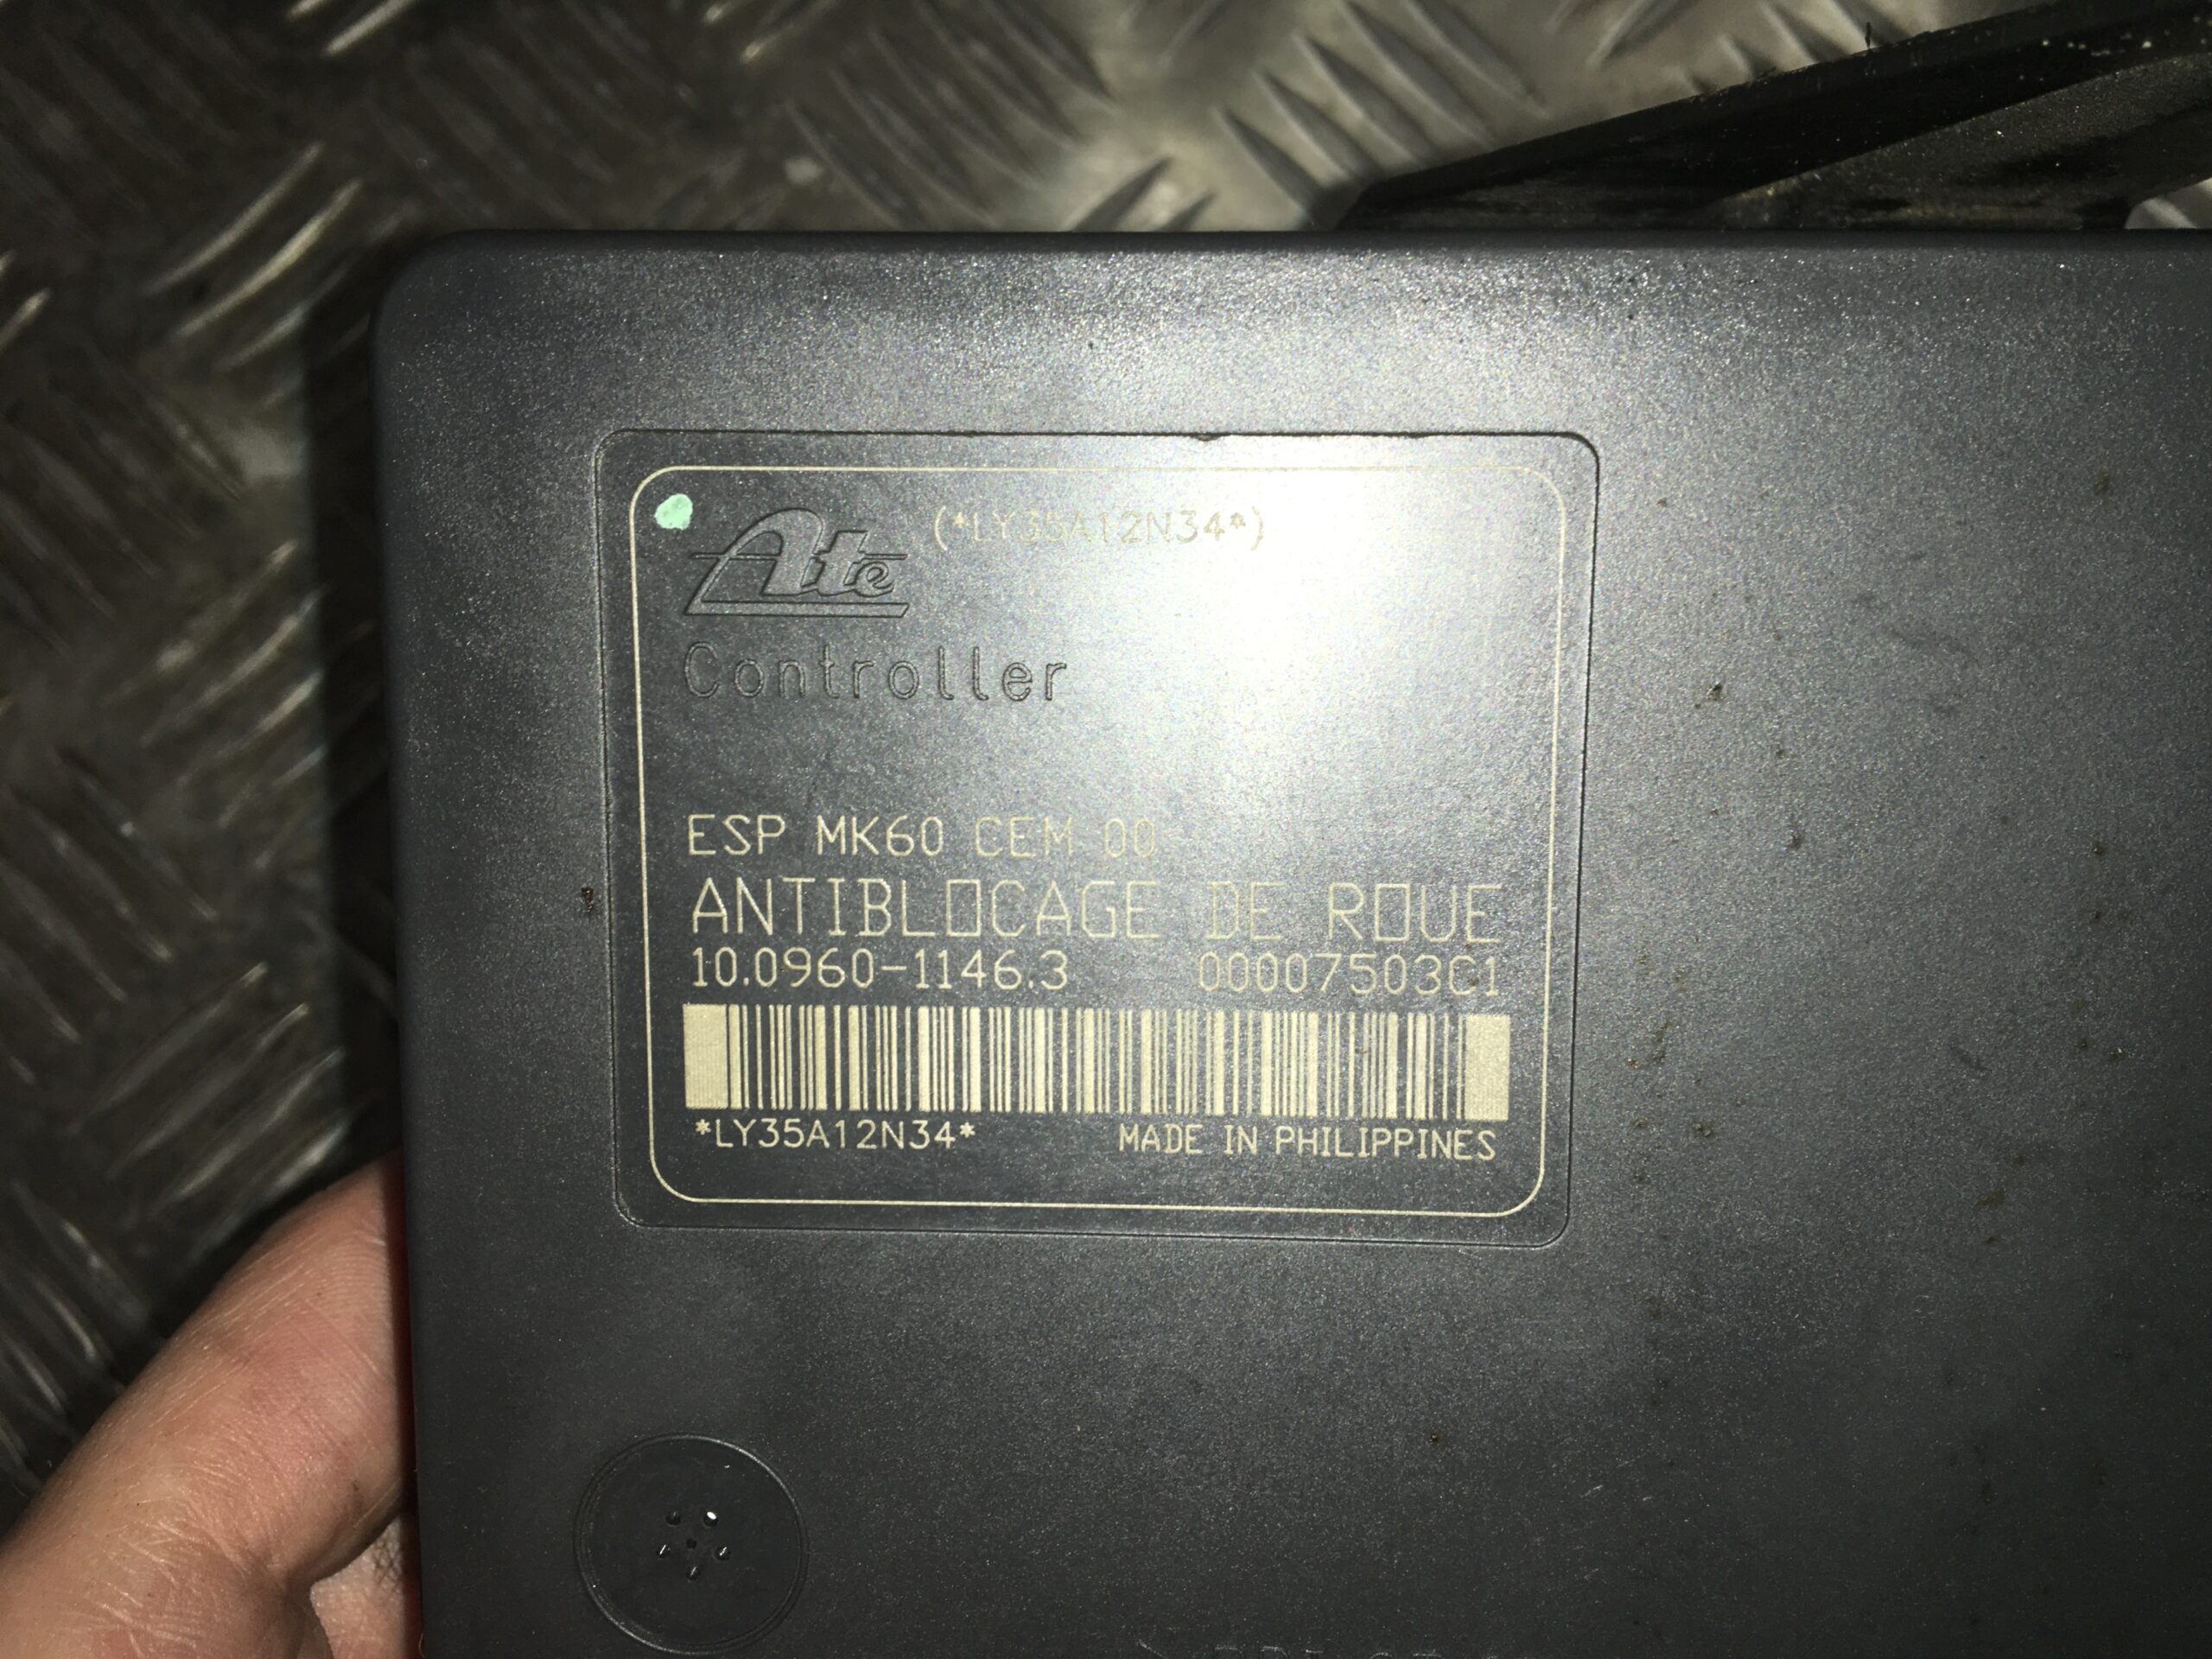 Ate (*LY35A12N34*)
Controller
ESP MK60 CEM 00
ANTIBLOCAGE DE ROUE
10.0960-1146.3 00007503C1
*LY35A12N34* MADE IN PHILIPPINES